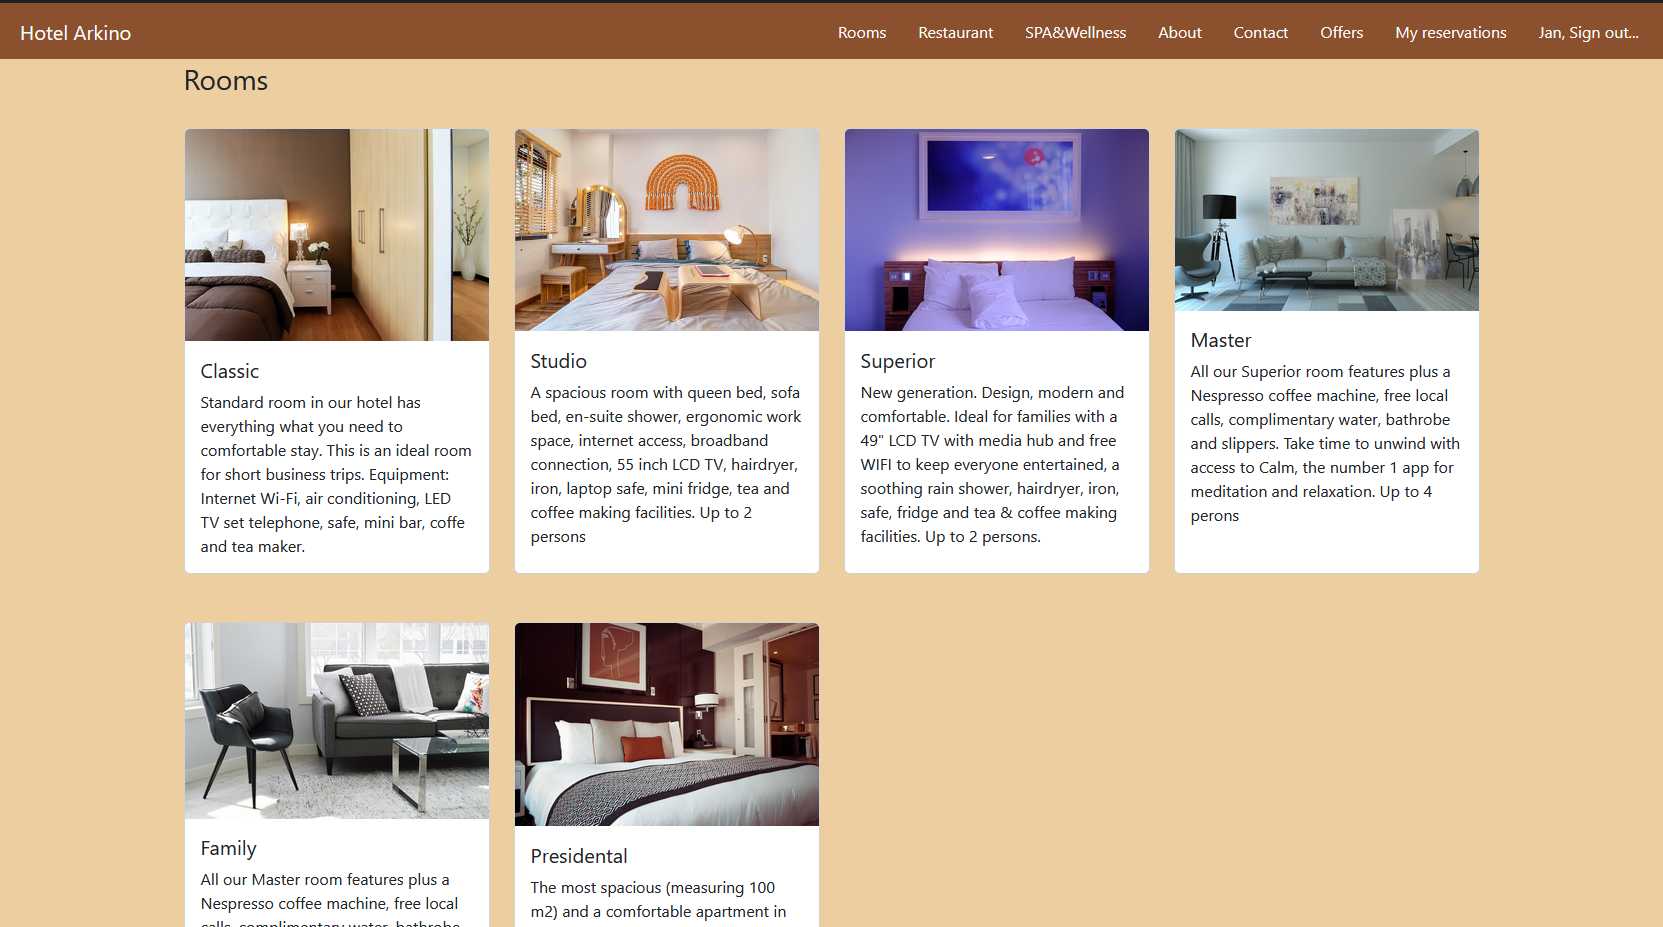 Hotel Arkino
Rooms
Restaurant
SPA&Wellness
About
Contact
Offers
My reservations
Jan, Sign out...
Rooms
Classic
Standard room in our hotel has
everything what you need to
comfortable stay. This is an ideal room
for short business trips. Equipment:
Internet Wi-Fi, air conditioning, LED
TV set telephone, safe, mini bar, coffe
and tea maker.
Studio
A spacious room with queen bed, sofa
bed, en-suite shower, ergonomic work
space, internet access, broadband
connection, 55 inch LCD TV, hairdryer,
iron, laptop safe, mini fridge, tea and
coffee making facilities. Up to 2
persons
Superior
New generation. Design, modern and
comfortable. Ideal for families with a
49" LCD TV with media hub and free
WIFI to keep everyone entertained, a
soothing rain shower, hairdryer, iron,
safe, fridge and tea & coffee making
facilities. Up to 2 persons.
Master
All our Superior room features plus a
Nespresso coffee machine, free local
calls, complimentary water, bathrobe
and slippers. Take time to unwind with
access to Calm, the number 1 app for
meditation and relaxation. Up to 4
perons
Family
All our Master room features plus a
Nespresso coffee machine, free local
calls, complimentary water, bathrobe
Presidental
The most spacious (measuring 100
m2) and a comfortable apartment in